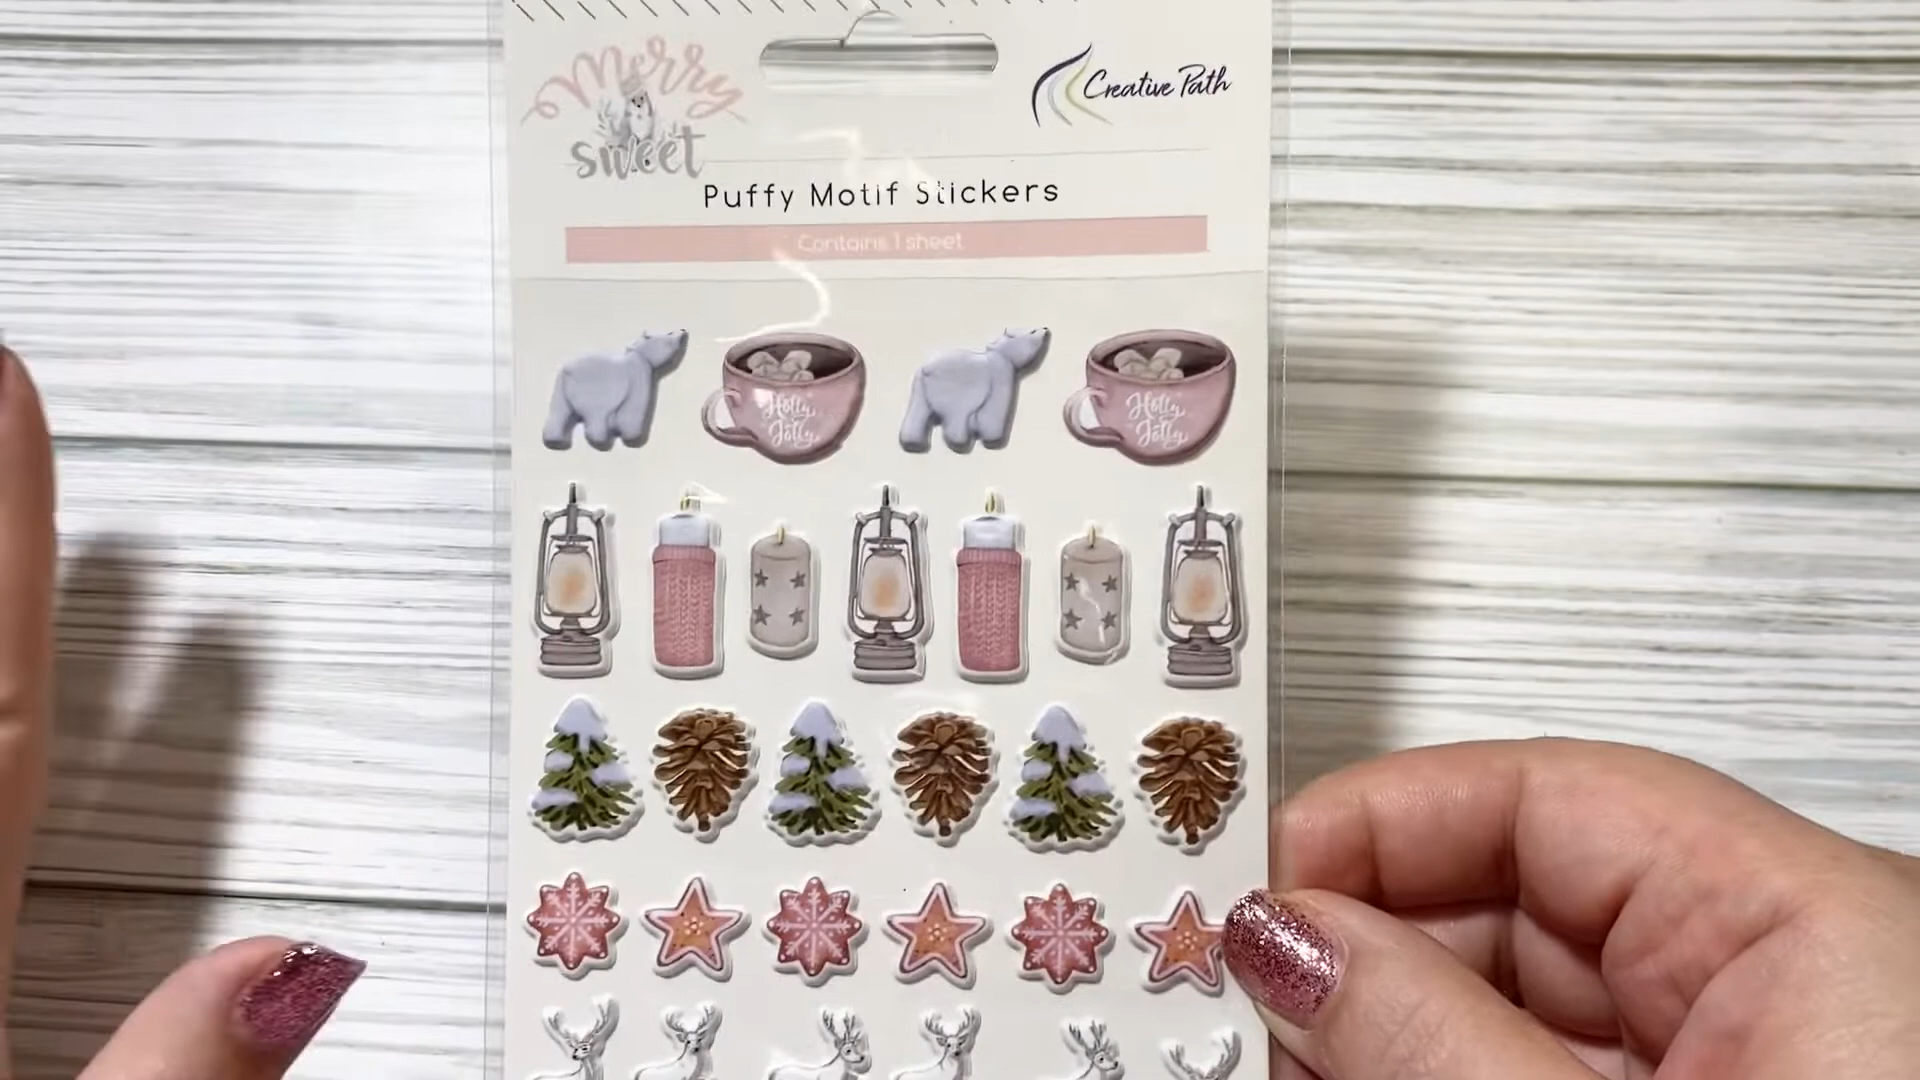 Merry
sweet
Creative Path
Puffy Motif Stickers
Contains 1 sheet
Holly
Jolly
Holly
Jolly